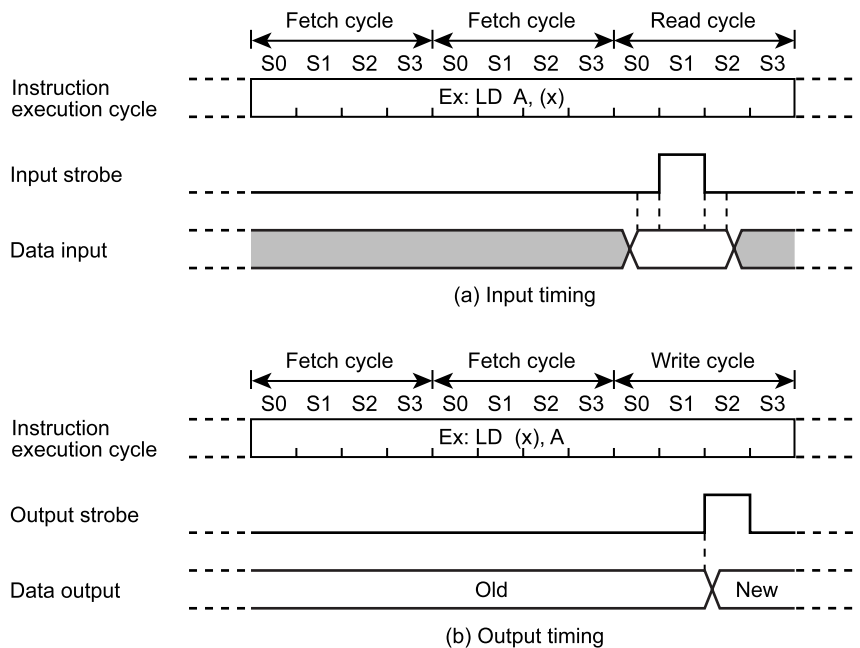 Fetch cycle Fetch cycle Read cycle
S0 S1 S2 S3 S0 S1 S2 S3 S0 S1 S2 S3
Instruction
execution cycle
Ex: LD A, (x)
Input strobe
Data input
(a) Input timing
Fetch cycle Fetch cycle Write cycle
S0 S1 S2 S3 S0 S1 S2 S3 S0 S1 S2 S3
Instruction
execution cycle
Ex: LD (x), A
Output strobe
Data output Old New
(b) Output timing